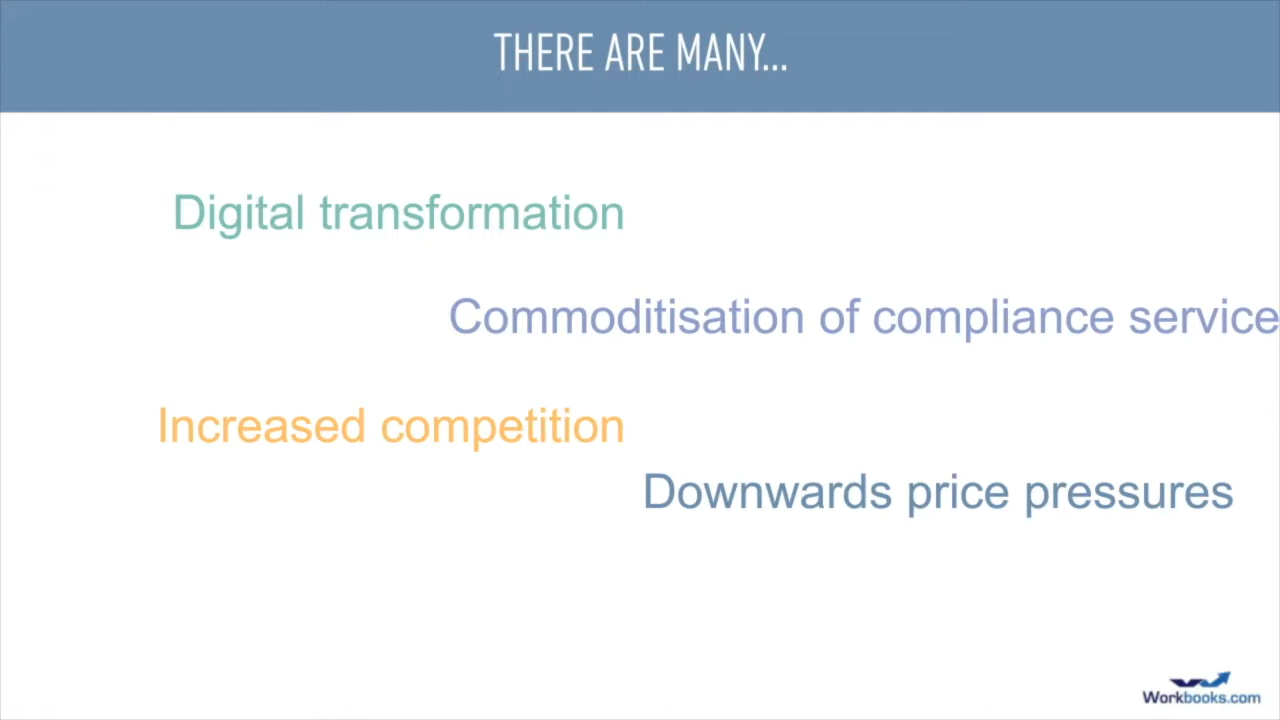 THERE ARE MANY...
Digital transformation
Commoditisation of compliance service
Increased competition
Downwards price pressures
Workbooks.com